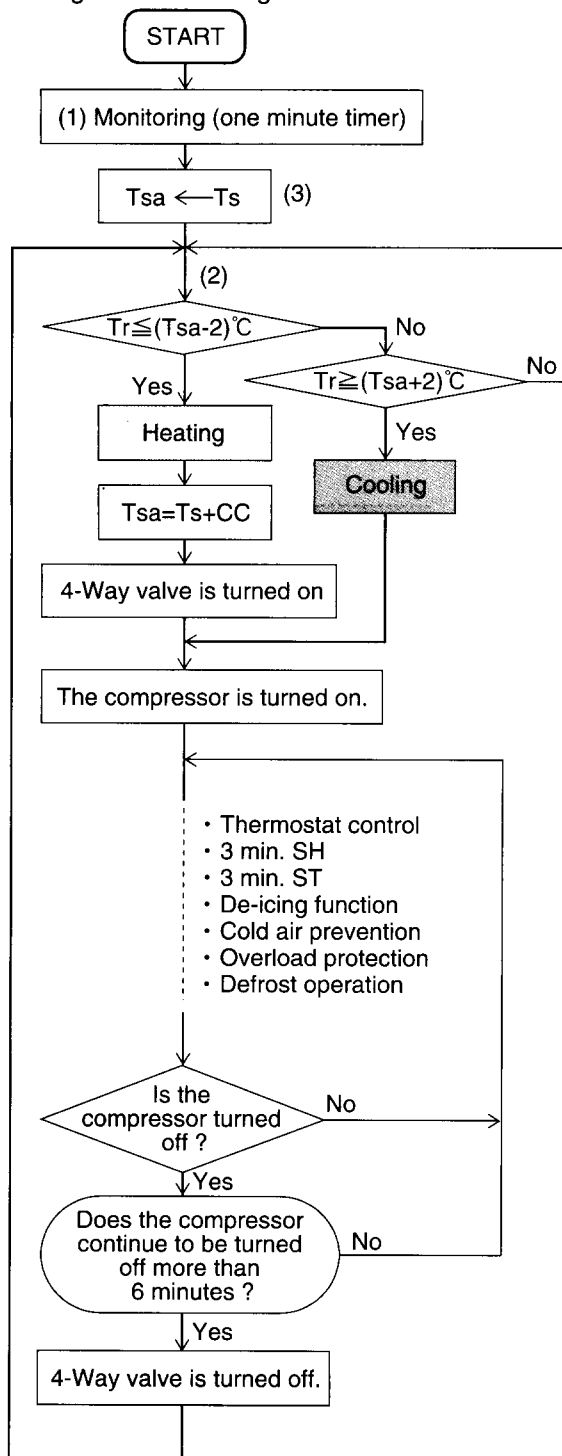 START
(1) Monitoring (one minute timer)
Tsa ← Ts (3)
(2)
Tr≦(Tsa-2)℃
No
Tr≧(Tsa+2)℃
No
Yes
Yes
Heating
Cooling
Tsa=Ts+CC
4-Way valve is turned on
The compressor is turned on.
・Thermostat control
・3 min. SH
・3 min. ST
・De-icing function
・Cold air prevention
・Overload protection
・Defrost operation
Is the
compressor turned
off ?
No
Yes
Does the compressor
continue to be turned
off more than
6 minutes ?
No
Yes
4-Way valve is turned off.